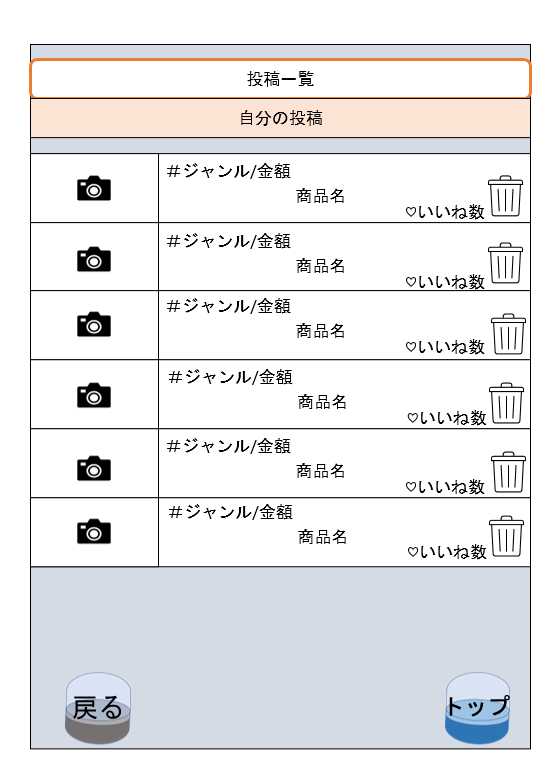 投稿一覧
自分の投稿
＃ジャンル/金額
商品名
♡いいね数
＃ジャンル/金額
商品名
♡いいね数
＃ジャンル/金額
商品名
♡いいね数
＃ジャンル/金額
商品名
♡いいね数
＃ジャンル/金額
商品名
♡いいね数
＃ジャンル/金額
商品名
♡いいね数
戻る
トップ